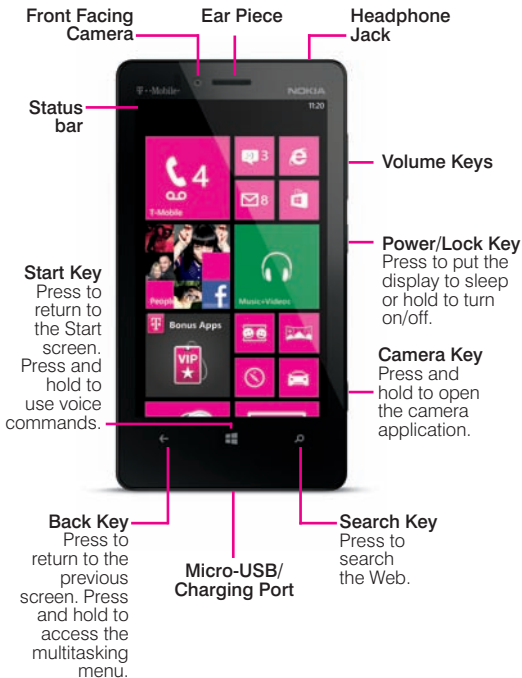 Front Facing
Camera
Ear Piece
Headphone
Jack
T··Mobile·
NOKIA
Status
bar
11:20
4
3
8
T-Mobile
Volume Keys
Power/Lock Key
Press to put the
display to sleep
or hold to turn
on/off.
People
f
Music+Videos
Start Key
Press to
return to
the Start
screen.
Press and
hold to
use voice
commands.
T Bonus Apps
VIP
Camera Key
Press and
hold to open
the camera
application.
Back Key
Press to
return to the
previous
screen. Press
and hold to
access the
multitasking
menu.
Micro-USB/
Charging Port
Search Key
Press to
search
the Web.